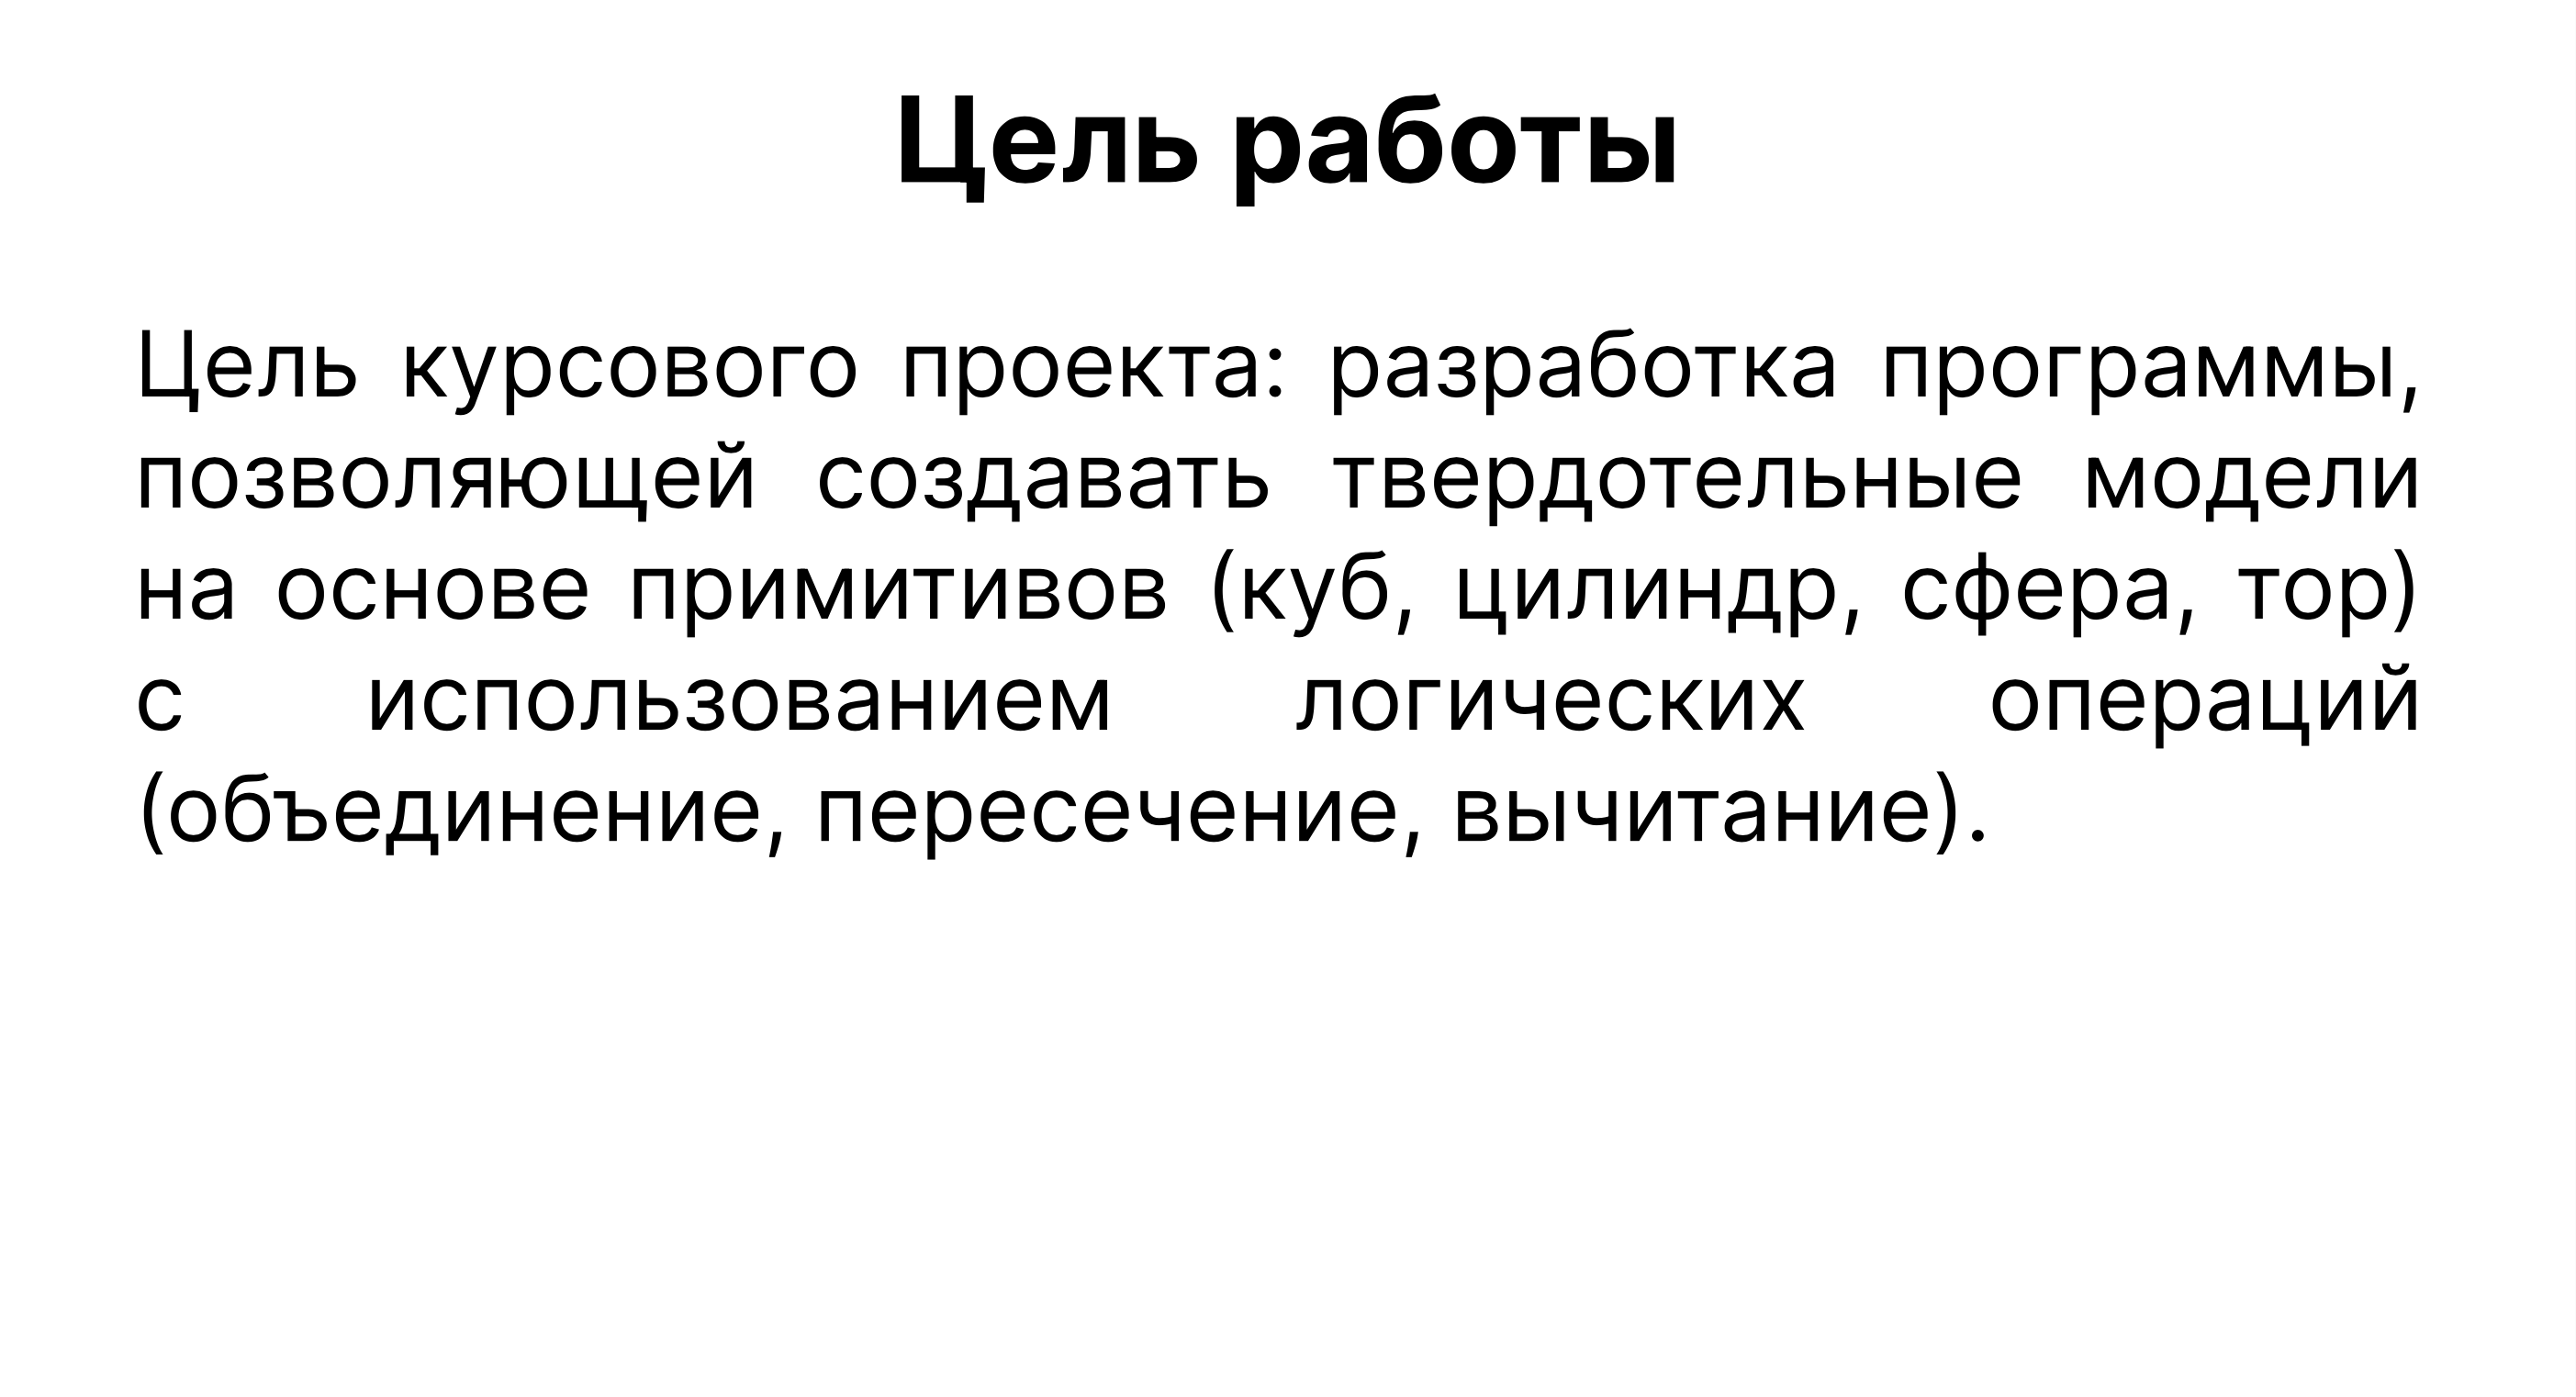 Цель работы
Цель курсового проекта: разработка программы,
позволяющей создавать твердотельные модели
на основе примитивов (куб, цилиндр, сфера, тор)
с использованием логических операций
(объединение, пересечение, вычитание).